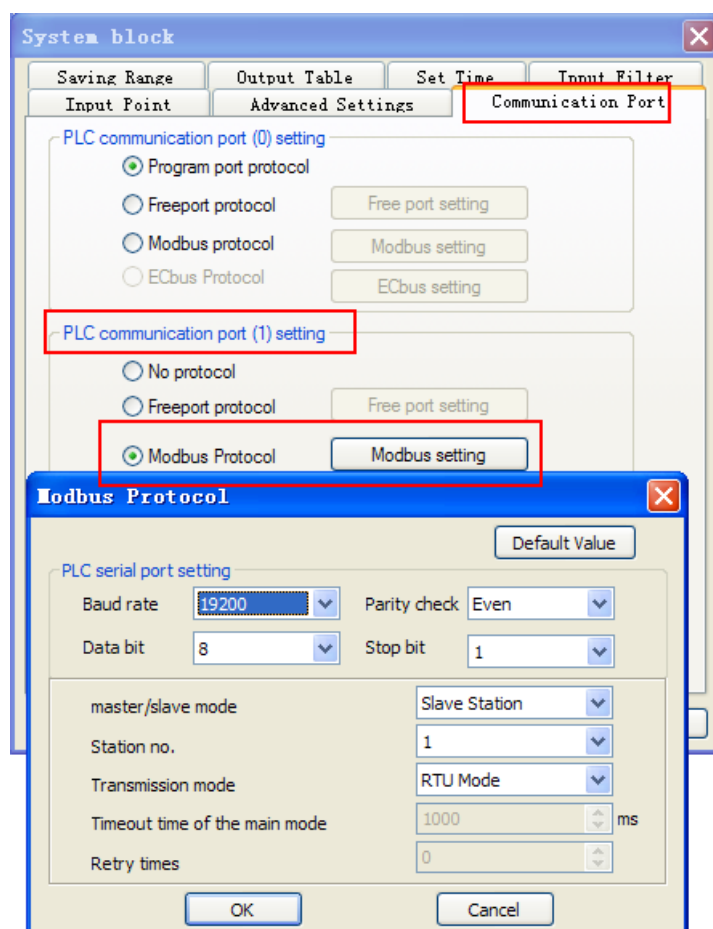 System block
Saving Range Output Table Set Time Input Filter
Input Point Advanced Settings Communication Port
PLC communication port (0) setting
Program port protocol
Freeport protocol Free port setting
Modbus protocol Modbus setting
ECbus Protocol ECbus setting
PLC communication port (1) setting
No protocol
Freeport protocol Free port setting
Modbus Protocol Modbus setting
Modbus Protocol
Default Value
PLC serial port setting
Baud rate 19200 Parity check Even
Data bit 8 Stop bit 1
master/slave mode Slave Station
Station no. 1
Transmission mode RTU Mode
Timeout time of the main mode 1000 ms
Retry times 0
OK Cancel